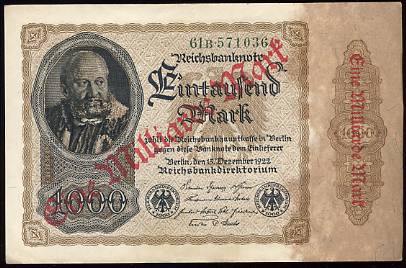 61B·571036
Reichsbanknote
Eintausend
Mark
zahlt die Reichsbankhauptkasse in Berlin
gegen diese Banknote dem Einlieferer
Berlin, den 15. Dezember 1922
Reichsbankdirektorium
1000
Eine Milliarde Mark
Eine Milliarde Mark
1000